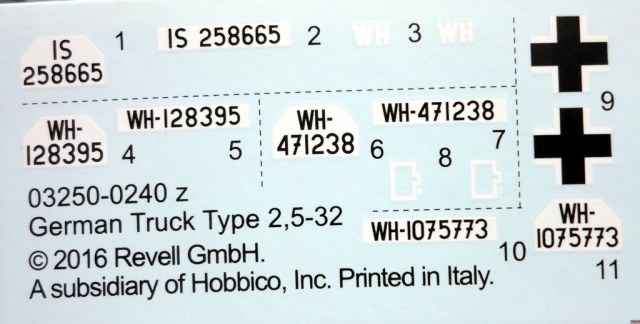 IS
258665
1
IS 258665
2
WH
3
WH
9
WH-
128395
4
WH-128395
5
WH-
471238
6
WH-471238
7
8
03250-0240 z
German Truck Type 2,5-32
© 2016 Revell GmbH.
A subsidiary of Hobbico, Inc. Printed in Italy.
WH-1075773
10
WH-
1075773
11